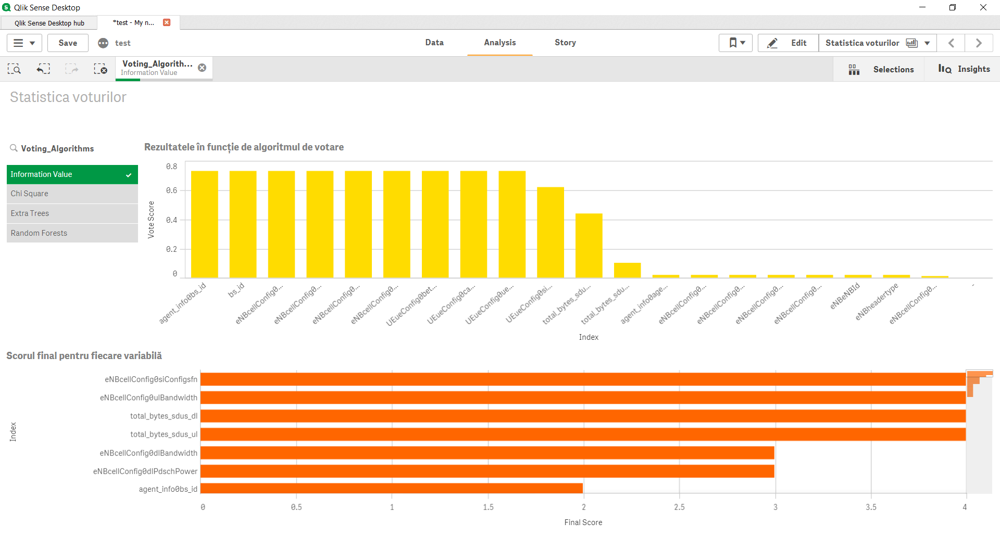 Qlik Sense Desktop
Qlik Sense Desktop hub
*test - My n...
Save
test
Data
Analysis
Story
Edit
Statistica voturilor
Voting_Algorith...
Information Value
Selections
Insights
Statistica voturilor
Voting_Algorithms
Information Value
Chi Square
Extra Trees
Random Forests
Rezultatele în funcție de algoritmul de votare
Vote Score
0.8
0.6
0.4
0.2
0
agent_info0bs_id
bs_id
eNBcellConfig0...
eNBcellConfig0...
eNBcellConfig0...
eNBcellConfig0...
UEueConfig0bet...
UEueConfig0ca...
UEueConfig0ue...
UEueConfig0si...
total_bytes_sdu...
total_bytes_sdu...
agent_info0age...
eNBcellConfig0...
eNBcellConfig0...
eNBcellConfig0...
eNBcellConfig0...
eNBeNBId
eNBheadertype
eNBcellConfig0...
-
Index
Scorul final pentru fiecare variabilă
Index
eNBcellConfig0siConfigsfn
eNBcellConfig0ulBandwidth
total_bytes_sdus_dl
total_bytes_sdus_ul
eNBcellConfig0dlBandwidth
eNBcellConfig0dlPdschPower
agent_info0bs_id
0 0.5 1 1.5 2 2.5 3 3.5 4
Final Score